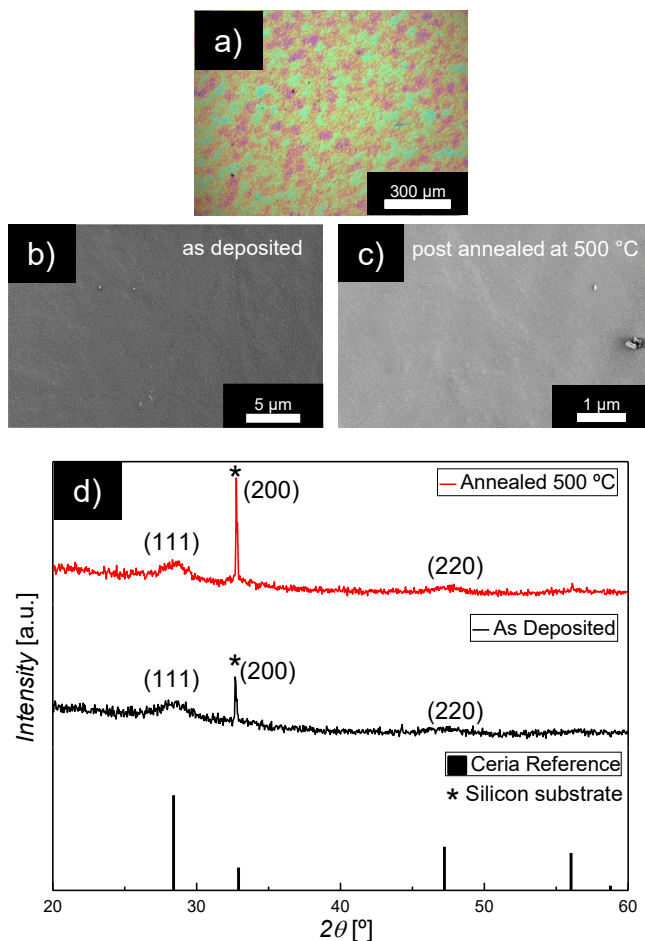 a)
300 µm
b)
as deposited
5 µm
c)
post annealed at 500 °C
1 µm
d)
Annealed 500 ºC
* (200)
(111)
(220)
As Deposited
* (200)
(111)
(220)
Ceria Reference
* Silicon substrate
Intensity [a.u.]
20 30 40 50 60
2θ [º]